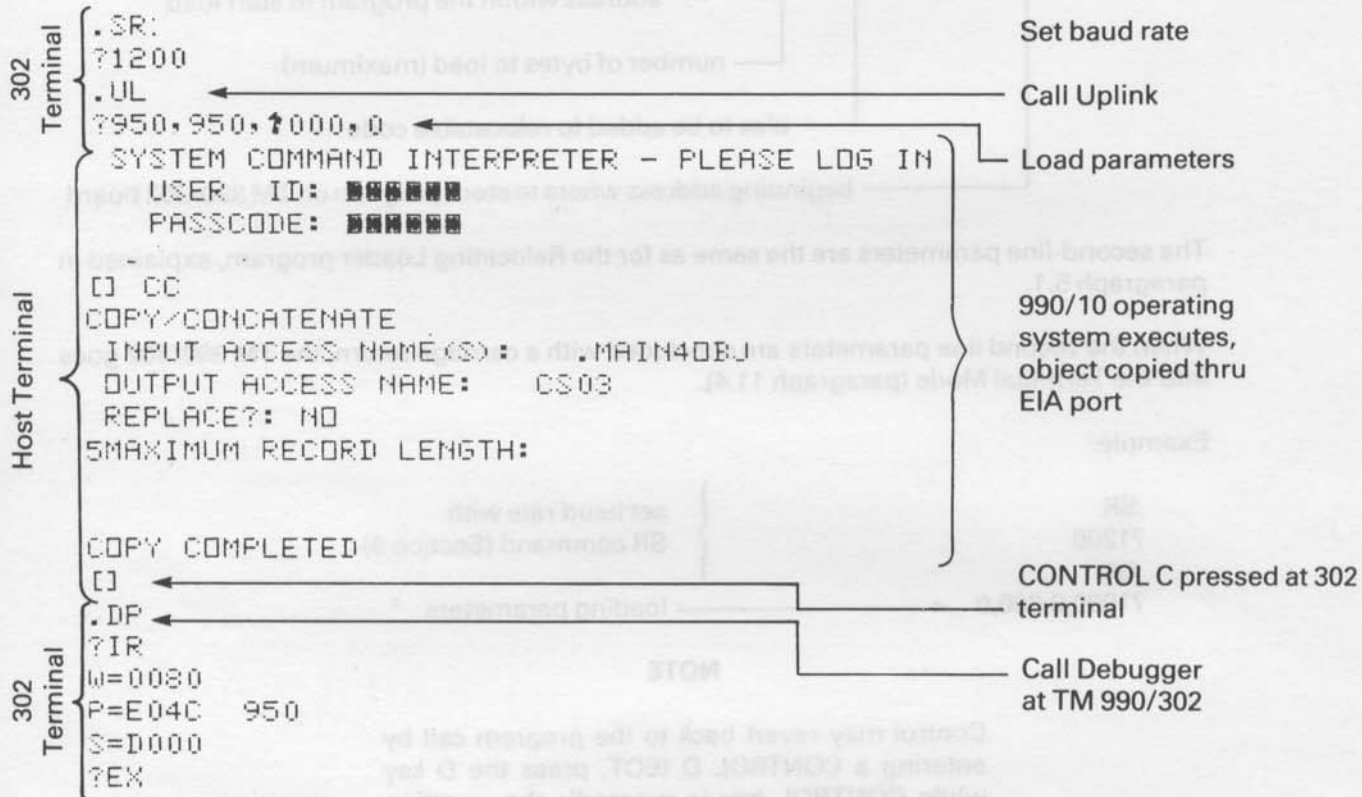 302 Terminal
.SR:
?1200
.UL
?950,950,1000,0
SYSTEM COMMAND INTERPRETER - PLEASE LOG IN
USER ID:
PASSCODE:
Host Terminal
[] CC
COPY/CONCATENATE
INPUT ACCESS NAME(S): .MAIN4OBJ
OUTPUT ACCESS NAME: CS03
REPLACE?: NO
5MAXIMUM RECORD LENGTH:
COPY COMPLETED
[]
302 Terminal
.DP
?IR
W=0080
P=E04C 950
S=D000
?EX
Set baud rate
Call Uplink
Load parameters
990/10 operating
system executes,
object copied thru
EIA port
CONTROL C pressed at 302
terminal
Call Debugger
at TM 990/302